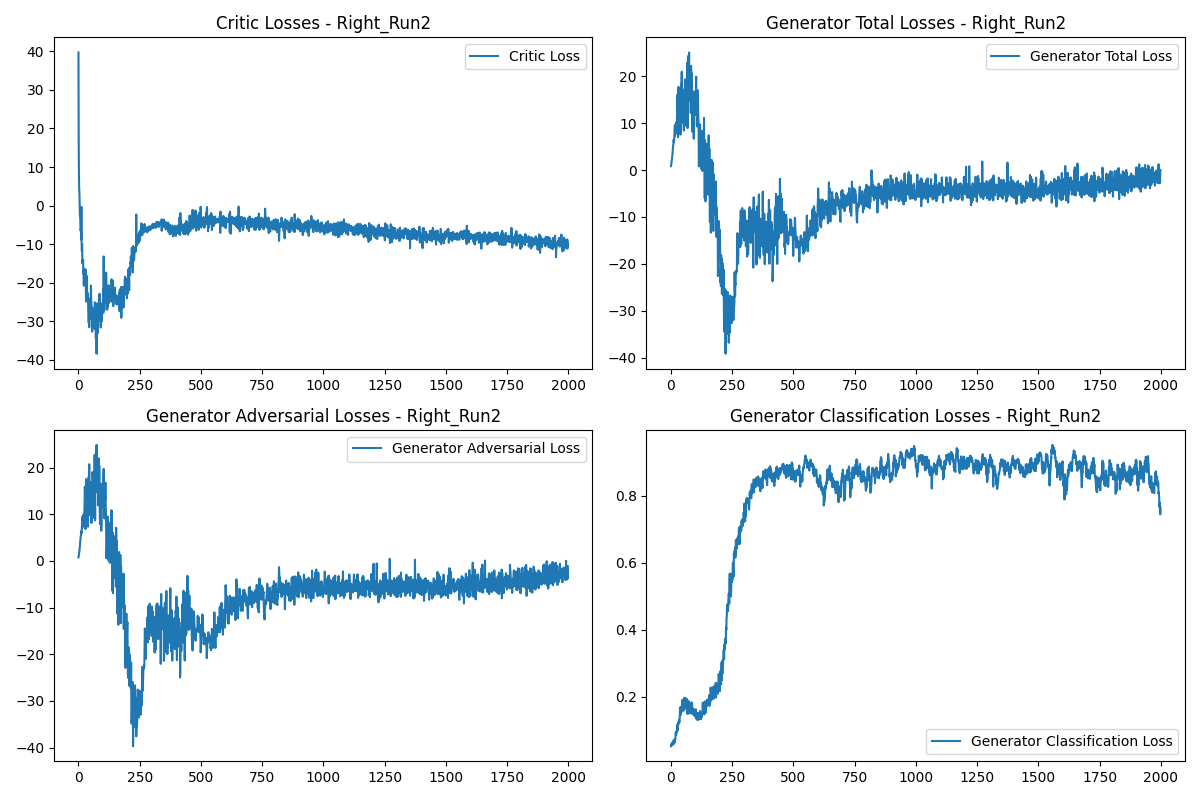 Critic Losses - Right_Run2
Critic Loss
40
30
20
10
0
−10
−20
−30
−40
0 250 500 750 1000 1250 1500 1750 2000
Generator Total Losses - Right_Run2
Generator Total Loss
20
10
0
−10
−20
−30
−40
0 250 500 750 1000 1250 1500 1750 2000
Generator Adversarial Losses - Right_Run2
Generator Adversarial Loss
20
10
0
−10
−20
−30
−40
0 250 500 750 1000 1250 1500 1750 2000
Generator Classification Losses - Right_Run2
0.8
0.6
0.4
0.2
Generator Classification Loss
0 250 500 750 1000 1250 1500 1750 2000